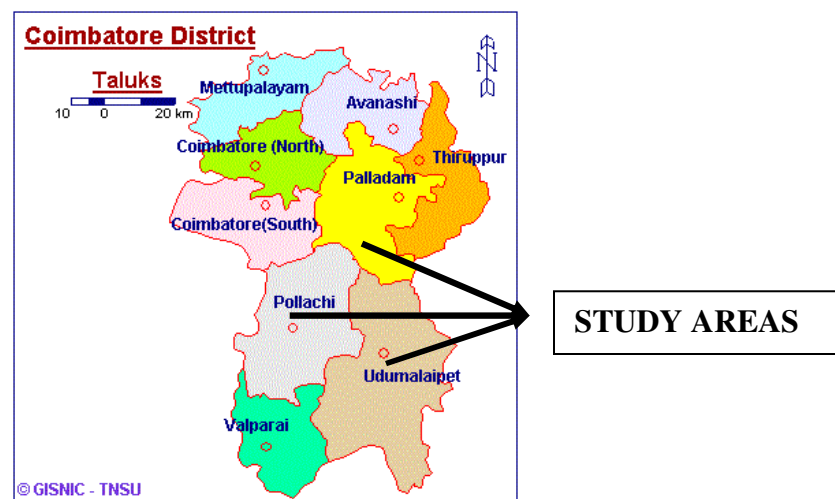 Coimbatore District
N
Taluks
10 0 20 km
Mettupalayam
Avanashi
Coimbatore (North)
Thiruppur
Palladam
Coimbatore(South)
Pollachi
STUDY AREAS
Udumalaipet
Valparai
© GISNIC - TNSU